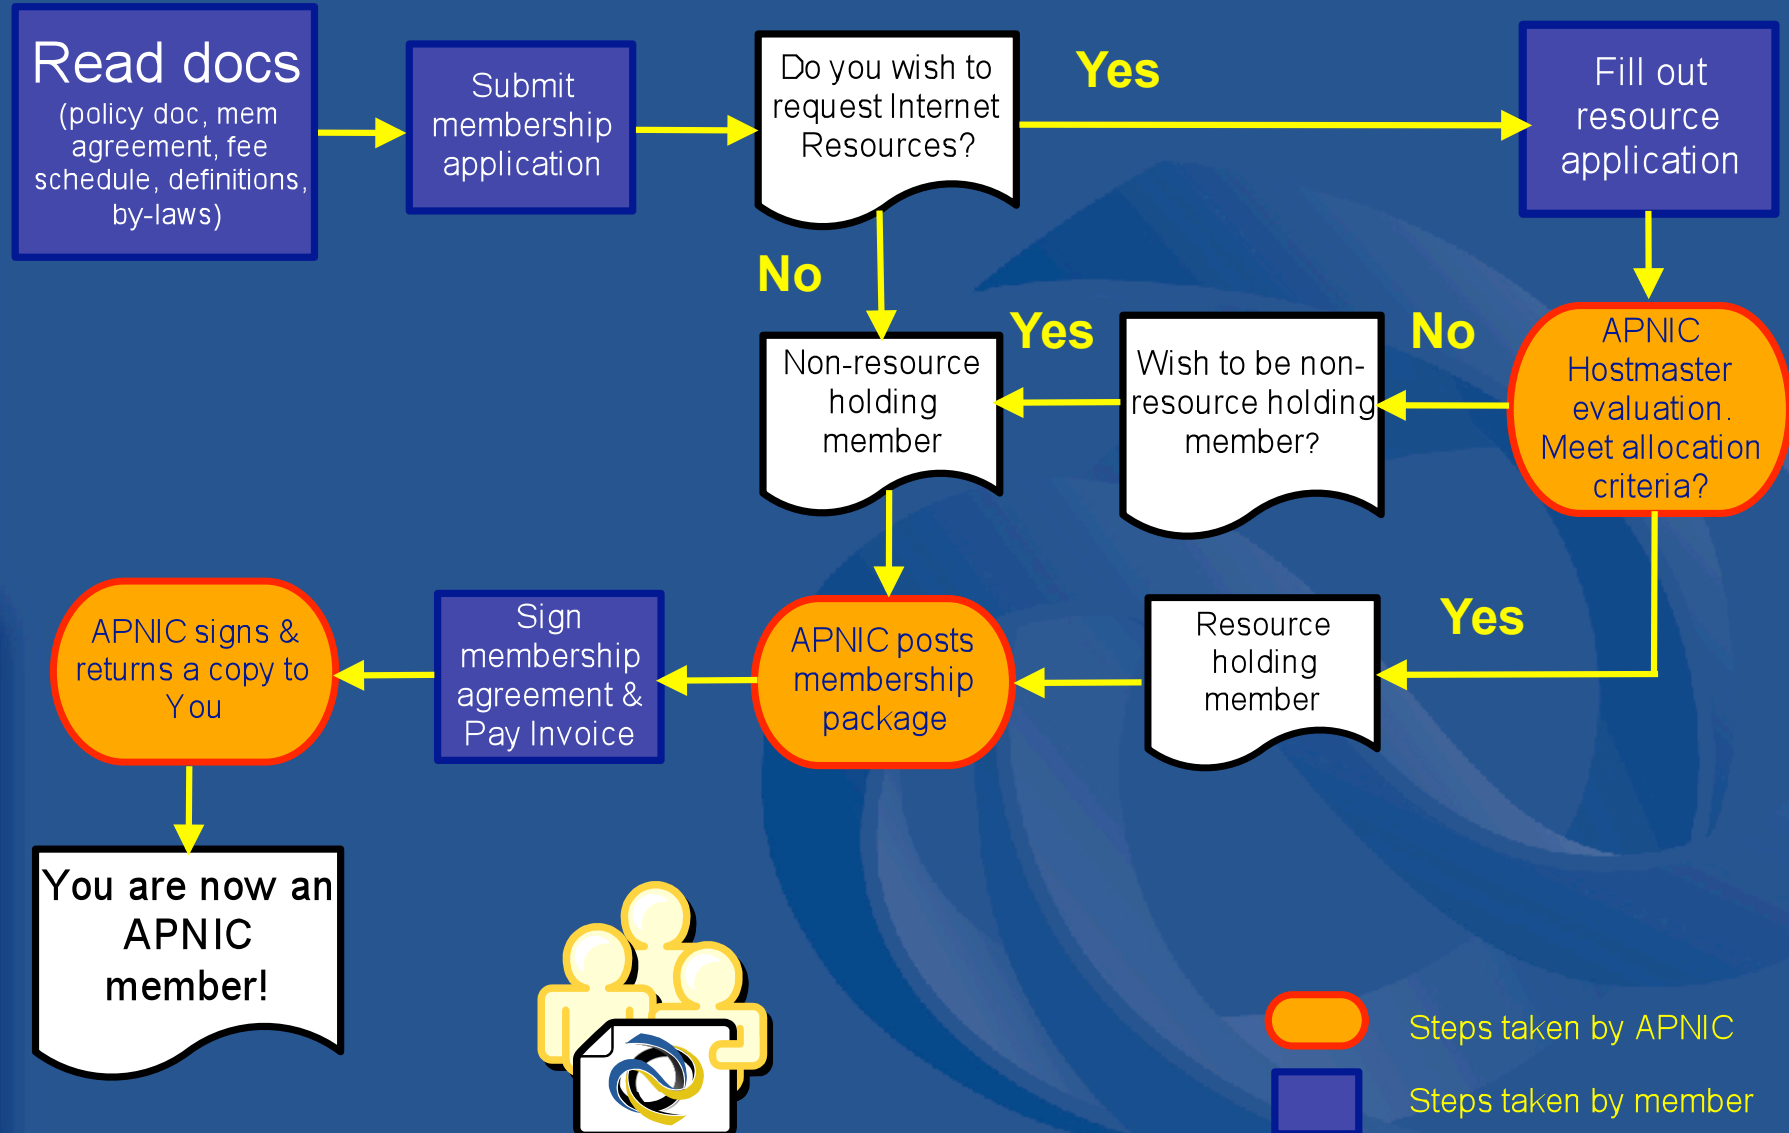 Read docs
(policy doc, mem
agreement, fee
schedule, definitions,
by-laws)
Submit
membership
application
Do you wish to
request Internet
Resources?
Yes
Fill out
resource
application
No
Non-resource
holding
member
Yes
Wish to be non-
resource holding
member?
No
APNIC
Hostmaster
evaluation.
Meet allocation
criteria?
APNIC signs &
returns a copy to
You
Sign
membership
agreement &
Pay Invoice
APNIC posts
membership
package
Resource
holding
member
Yes
You are now an
APNIC
member!
Steps taken by APNIC
Steps taken by member